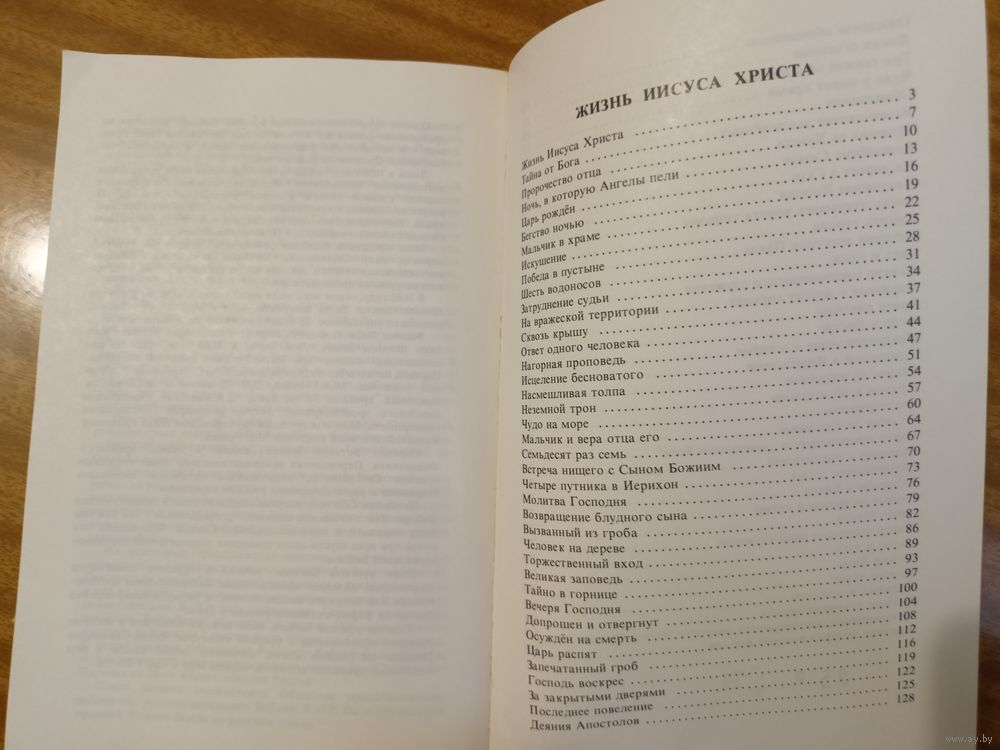 ЖИЗНЬ ИИСУСА ХРИСТА
Жизнь Иисуса Христа ........ 3
Тайна от Бога ........ 7
Пророчество отца ........ 10
Ночь, в которую Ангелы пели ........ 13
Царь рождён ........ 16
Бегство ночью ........ 19
Мальчик в храме ........ 22
Искушение ........ 25
Победа в пустыне ........ 28
Шесть водоносов ........ 31
Затруднение судьи ........ 34
На вражеской территории ........ 37
Сквозь крышу ........ 41
Ответ одного человека ........ 44
Нагорная проповедь ........ 47
Исцеление бесноватого ........ 51
Насмешливая толпа ........ 54
Неземной трон ........ 57
Чудо на море ........ 60
Мальчик и вера отца его ........ 64
Семьдесят раз семь ........ 67
Встреча нищего с Сыном Божиим ........ 70
Четыре путника в Иерихон ........ 73
Молитва Господня ........ 76
Возвращение блудного сына ........ 79
Вызванный из гроба ........ 82
Человек на дереве ........ 86
Торжественный вход ........ 89
Великая заповедь ........ 93
Тайно в горнице ........ 97
Вечеря Господня ........ 100
Допрошен и отвергнут ........ 104
Осуждён на смерть ........ 108
Царь распят ........ 112
Запечатанный гроб ........ 116
Господь воскрес ........ 119
За закрытыми дверями ........ 122
Последнее повеление ........ 125
Деяния Апостолов ........ 128
www.ay.by